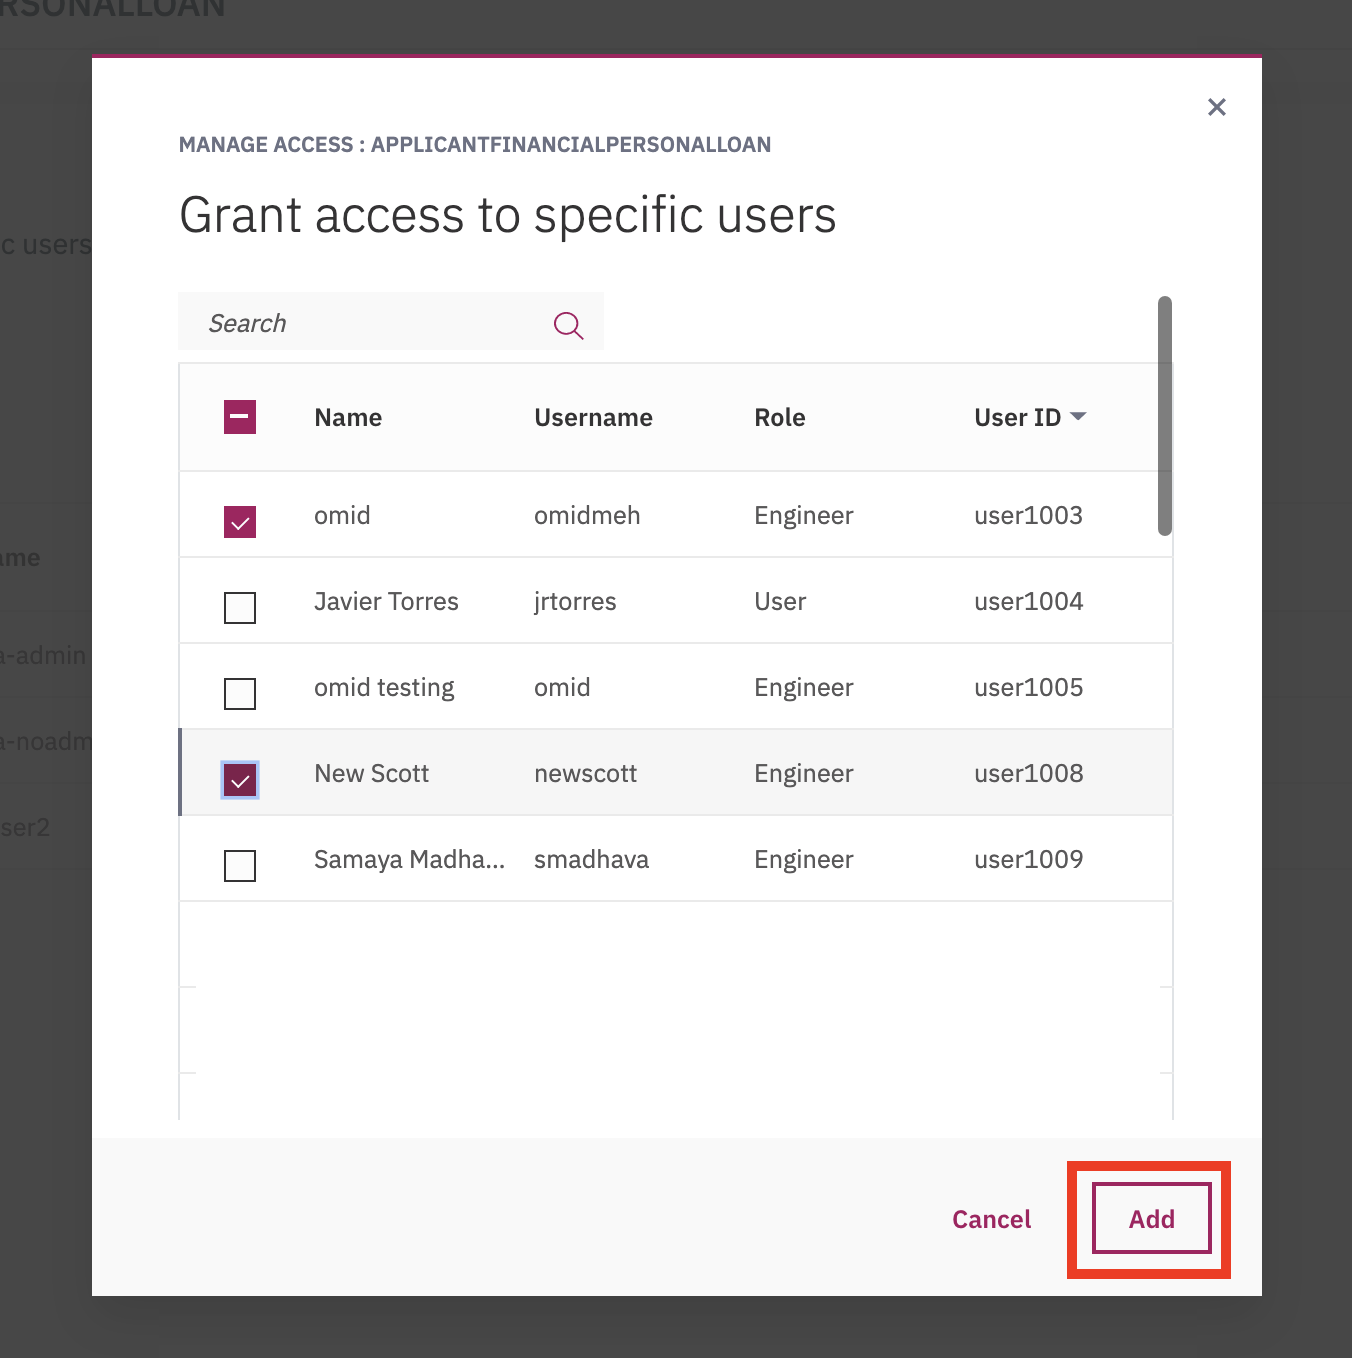 RSONALLOAN
MANAGE ACCESS : APPLICANTFINANCIALPERSONALLOAN
Grant access to specific users
c users
Search
Name Username Role User ID
omid omidmeh Engineer user1003
ame
Javier Torres jrtorres User user1004
a-admin
omid testing omid Engineer user1005
a-noadm
New Scott newscott Engineer user1008
ser2
Samaya Madha... smadhava Engineer user1009
Cancel Add